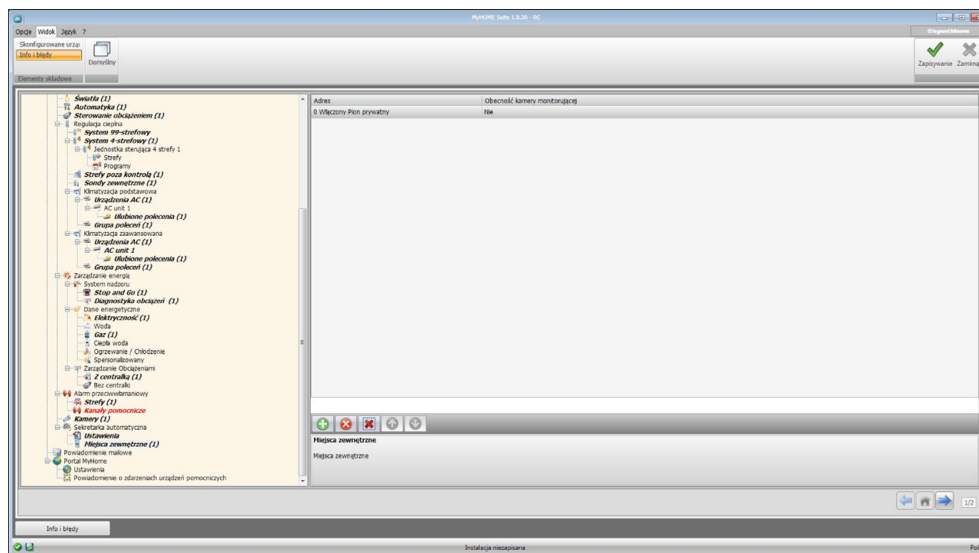 MyHOME Suite 1.0.39 - RC
Opcje Widok Język ?
Skonfigurowane urząd
Info i błędy
Domyślny
Zapisywanie Zamkną
Elementy składowe
Światła (1)
Automatyka (1)
Sterowanie obciążeniem (1)
Regulacja cieplna
System 99-strefowy
System 4-strefowy (1)
Jednostka sterująca 4 strefy 1
Strefy
Programy
Strefy poza kontrolą (1)
Sondy zewnętrzne (1)
Klimatyzacja podstawowa
Urządzenia AC (1)
AC unit 1
Ulubione polecenia (1)
Grupa poleceń (1)
Klimatyzacja zaawansowana
Urządzenia AC (1)
AC unit 1
Ulubione polecenia (1)
Grupa poleceń (1)
Zarządzanie energią
System nadzoru
Stop and Go (1)
Diagnostyka obciążeń (1)
Dane energetyczne
Elektryczność (1)
Woda
Gaz (1)
Ciepła woda
Ogrzewanie / Chłodzenie
Spersonalizowany
Zarządzanie Obciążeniami
Z centralką (1)
Bez centralki
Alarm przeciwwłamaniowy
Strefy (1)
Kanały pomocnicze
Kamery (1)
Sekretarka automatyczna
Ustawienia
Miejsca zewnętrzne (1)
Powiadomienie mailowe
Portal MyHome
Ustawienia
Powiadomienie o zdarzeniach urządzeń pomocniczych
Adres Obecność kamery monitorującej
0 Włączony Pion prywatny Nie
Miejsca zewnętrzne
Miejsca zewnętrzne
1/2
Info i błędy
Instalacja niezapisana